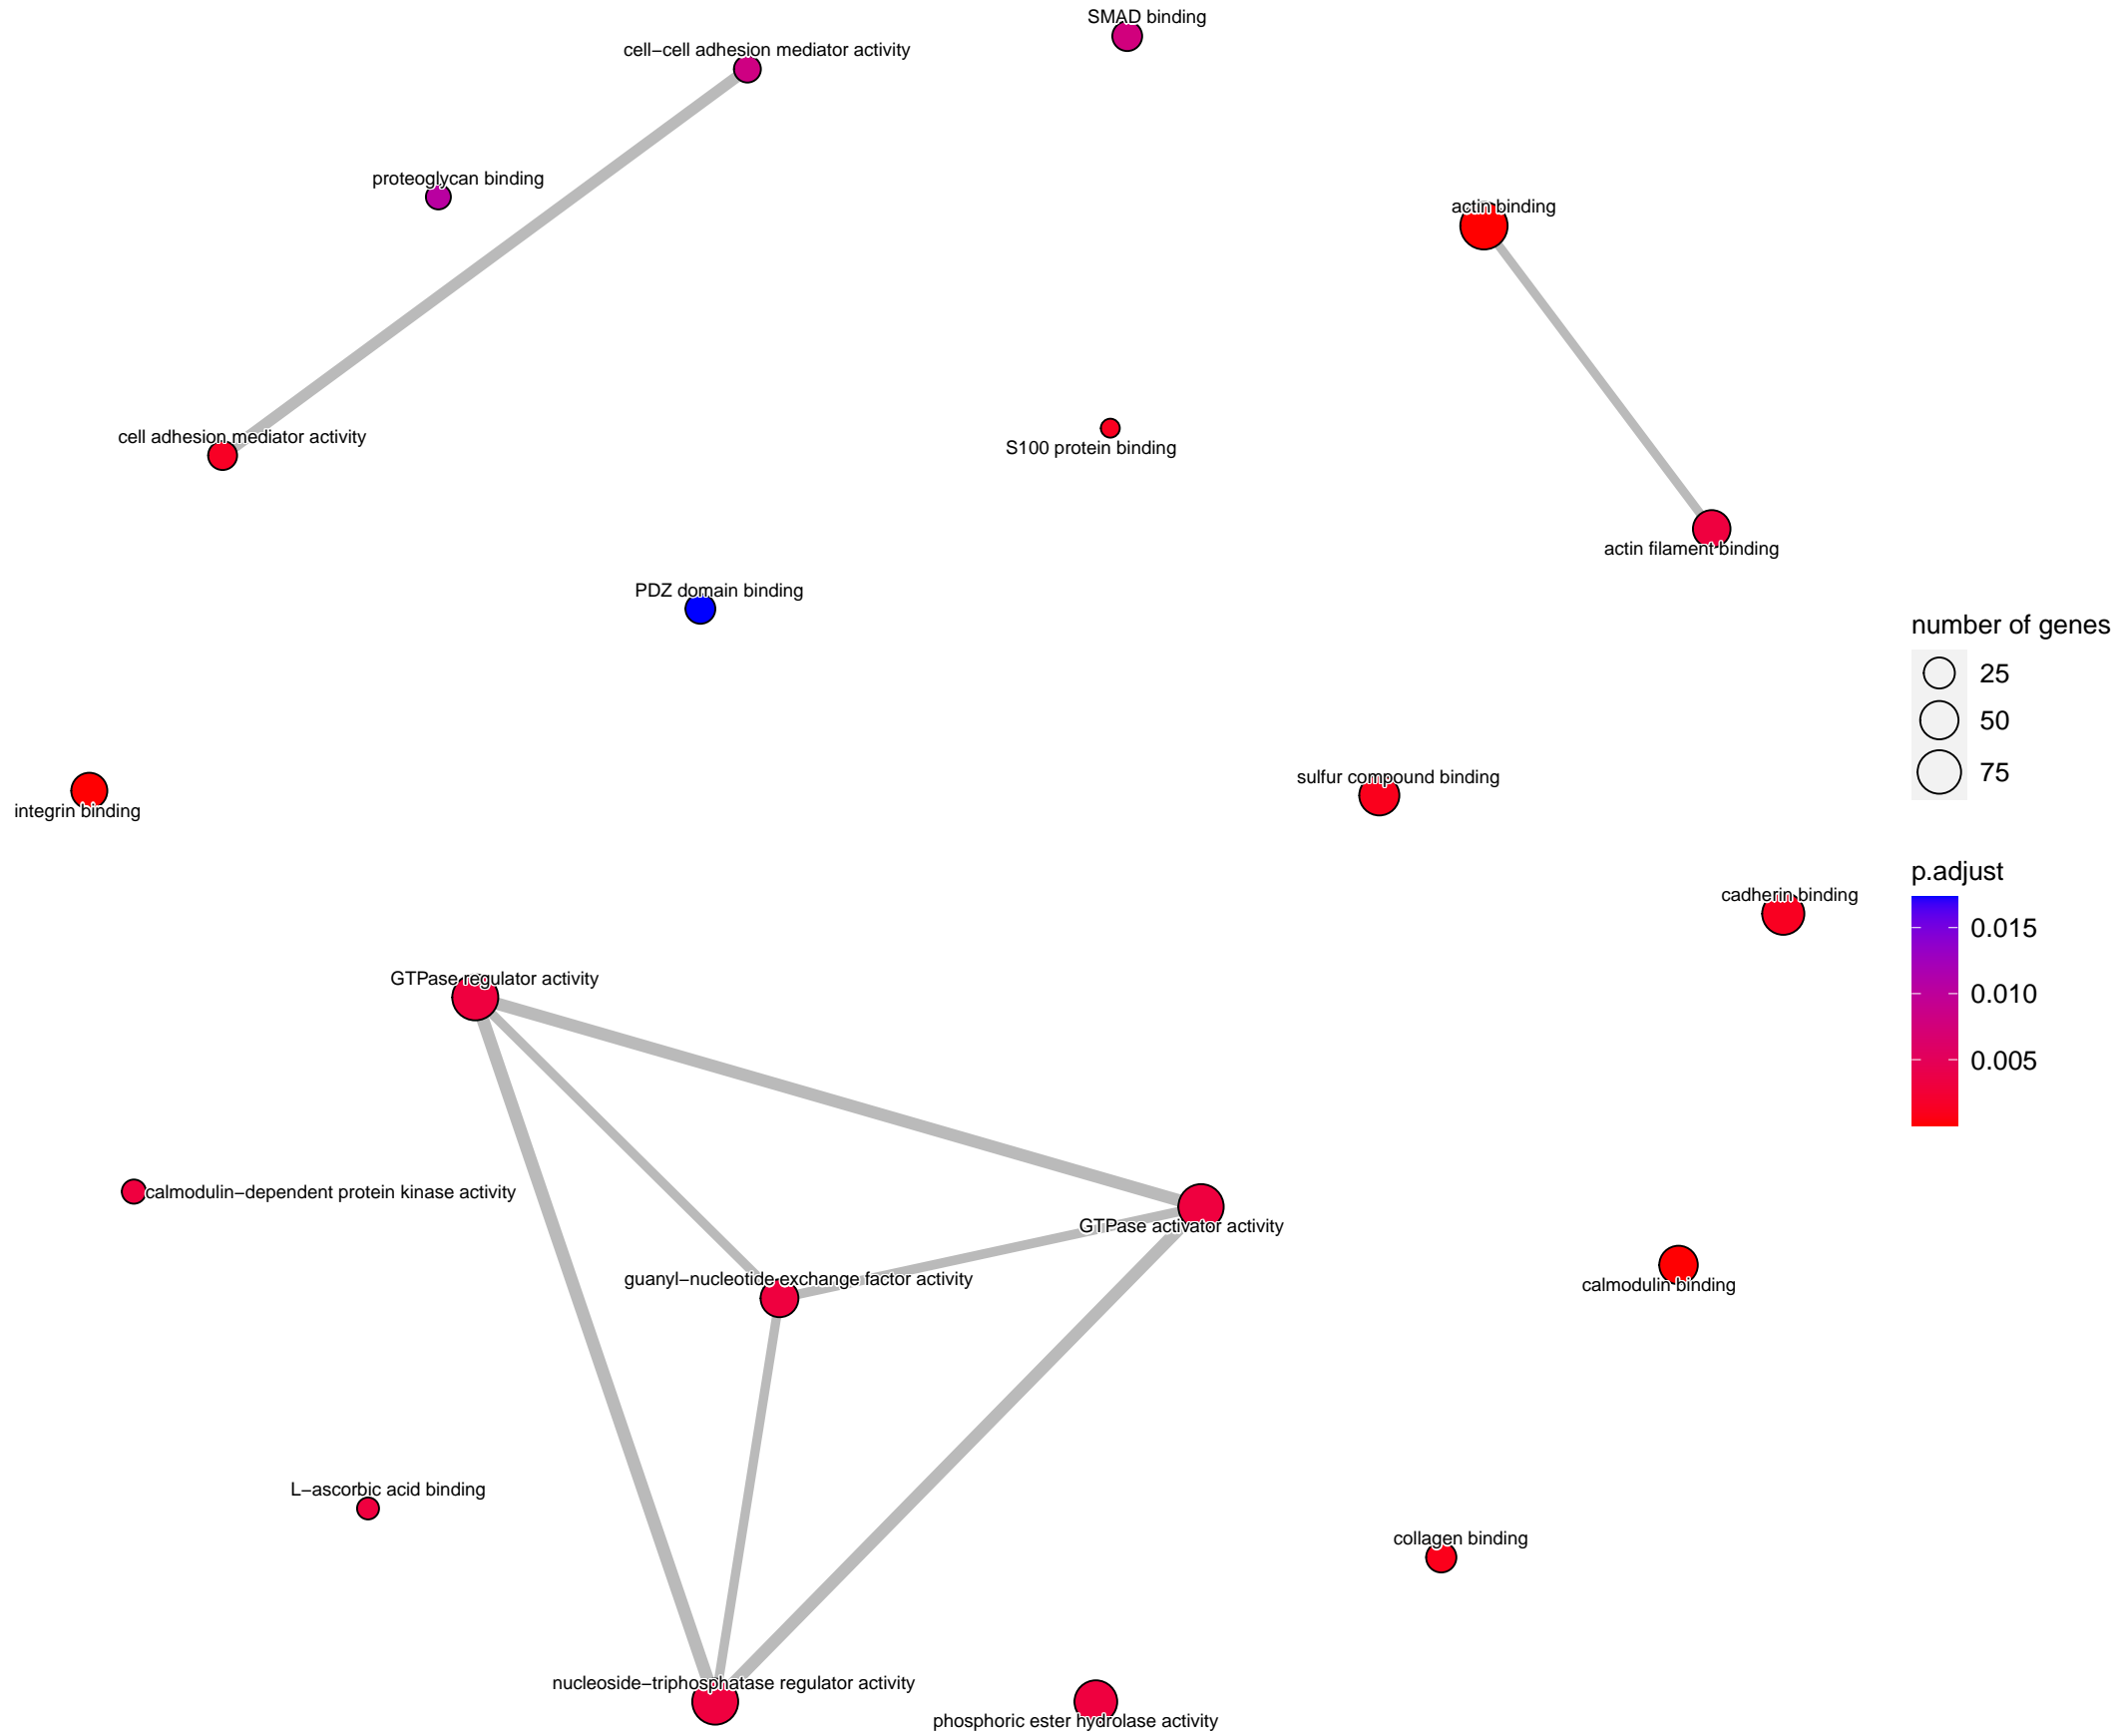 SMAD binding
cell−cell adhesion mediator activity
proteoglycan binding
actin binding
cell adhesion mediator activity
S100 protein binding
actin filament binding
PDZ domain binding
number of genes
25
50
75
integrin binding
sulfur compound binding
p.adjust
0.015
0.010
0.005
cadherin binding
GTPase regulator activity
calmodulin−dependent protein kinase activity
GTPase activator activity
guanyl−nucleotide exchange factor activity
calmodulin binding
L−ascorbic acid binding
collagen binding
nucleoside−triphosphatase regulator activity
phosphoric ester hydrolase activity